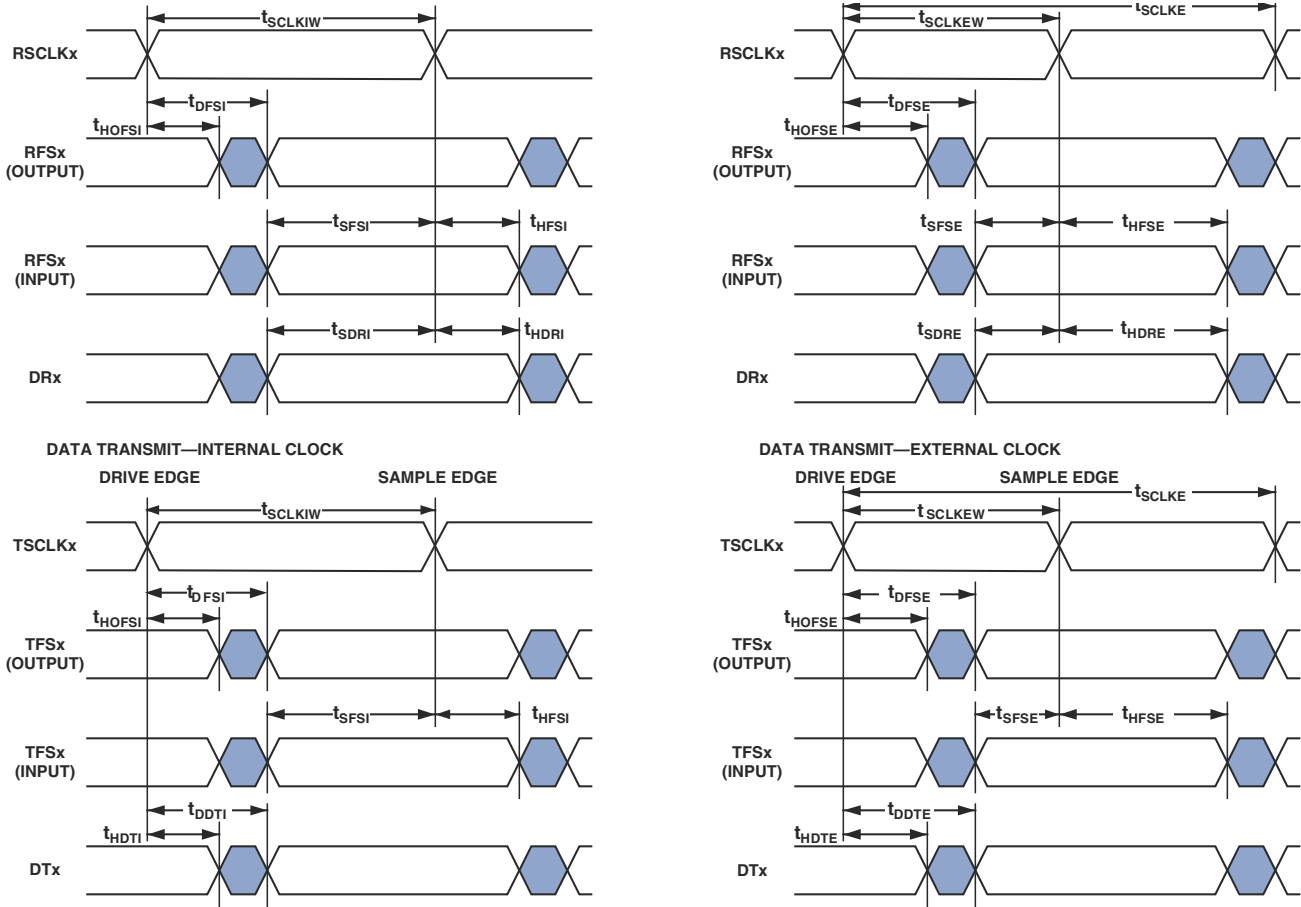 tSCLKIW
RSCLKx
tDFSI
tHOFSI
RFSx
(OUTPUT)
tSFSI
tHFSI
RFSx
(INPUT)
tSDRI
tHDRI
DRx
tSCLKE
tSCLKEW
RSCLKx
tDFSE
tHOFSE
RFSx
(OUTPUT)
tSFSE
tHFSE
RFSx
(INPUT)
tSDRE
tHDRE
DRx
DATA TRANSMIT—INTERNAL CLOCK
DRIVE EDGE
SAMPLE EDGE
tSCLKIW
TSCLKx
tDFSI
tHOFSI
TFSx
(OUTPUT)
tSFSI
tHFSI
TFSx
(INPUT)
tDDTI
tHDTI
DTx
DATA TRANSMIT—EXTERNAL CLOCK
DRIVE EDGE
SAMPLE EDGE
tSCLKE
tSCLKEW
TSCLKx
tDFSE
tHOFSE
TFSx
(OUTPUT)
tSFSE
tHFSE
TFSx
(INPUT)
tDDTE
tHDTE
DTx